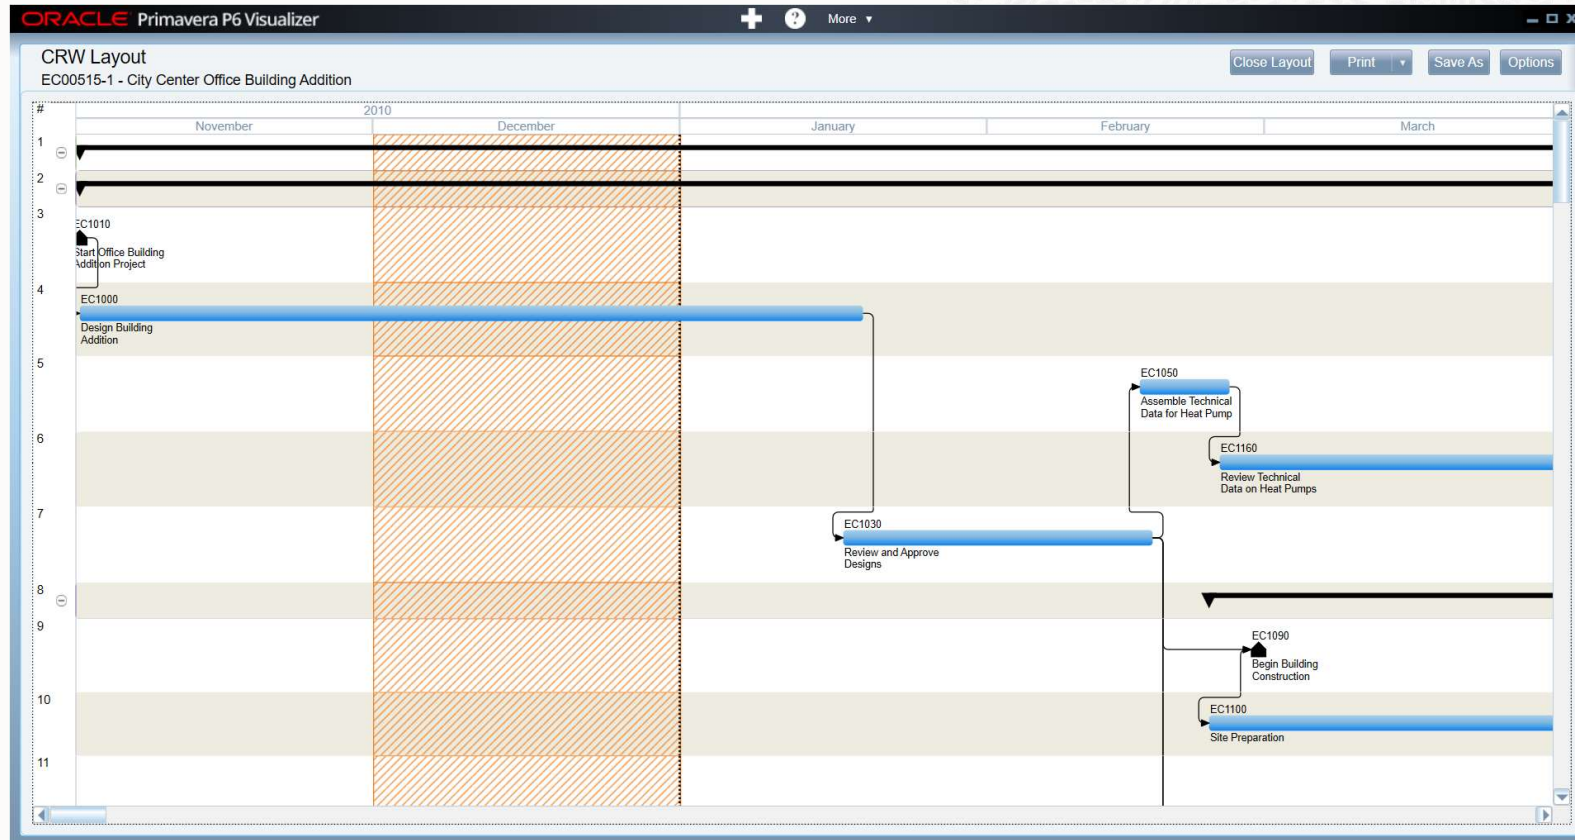 ORACLE Primavera P6 Visualizer
? More
CRW Layout
EC00515-1 - City Center Office Building Addition
Close Layout Print Save As Options
#
2010
November December January February March
1
2
3
EC1010
Start Office Building
Addition Project
4
EC1000
Design Building
Addition
5
EC1050
Assemble Technical
Data for Heat Pump
6
EC1160
Review Technical
Data on Heat Pumps
7
EC1030
Review and Approve
Designs
8
9
EC1090
Begin Building
Construction
10
EC1100
Site Preparation
11